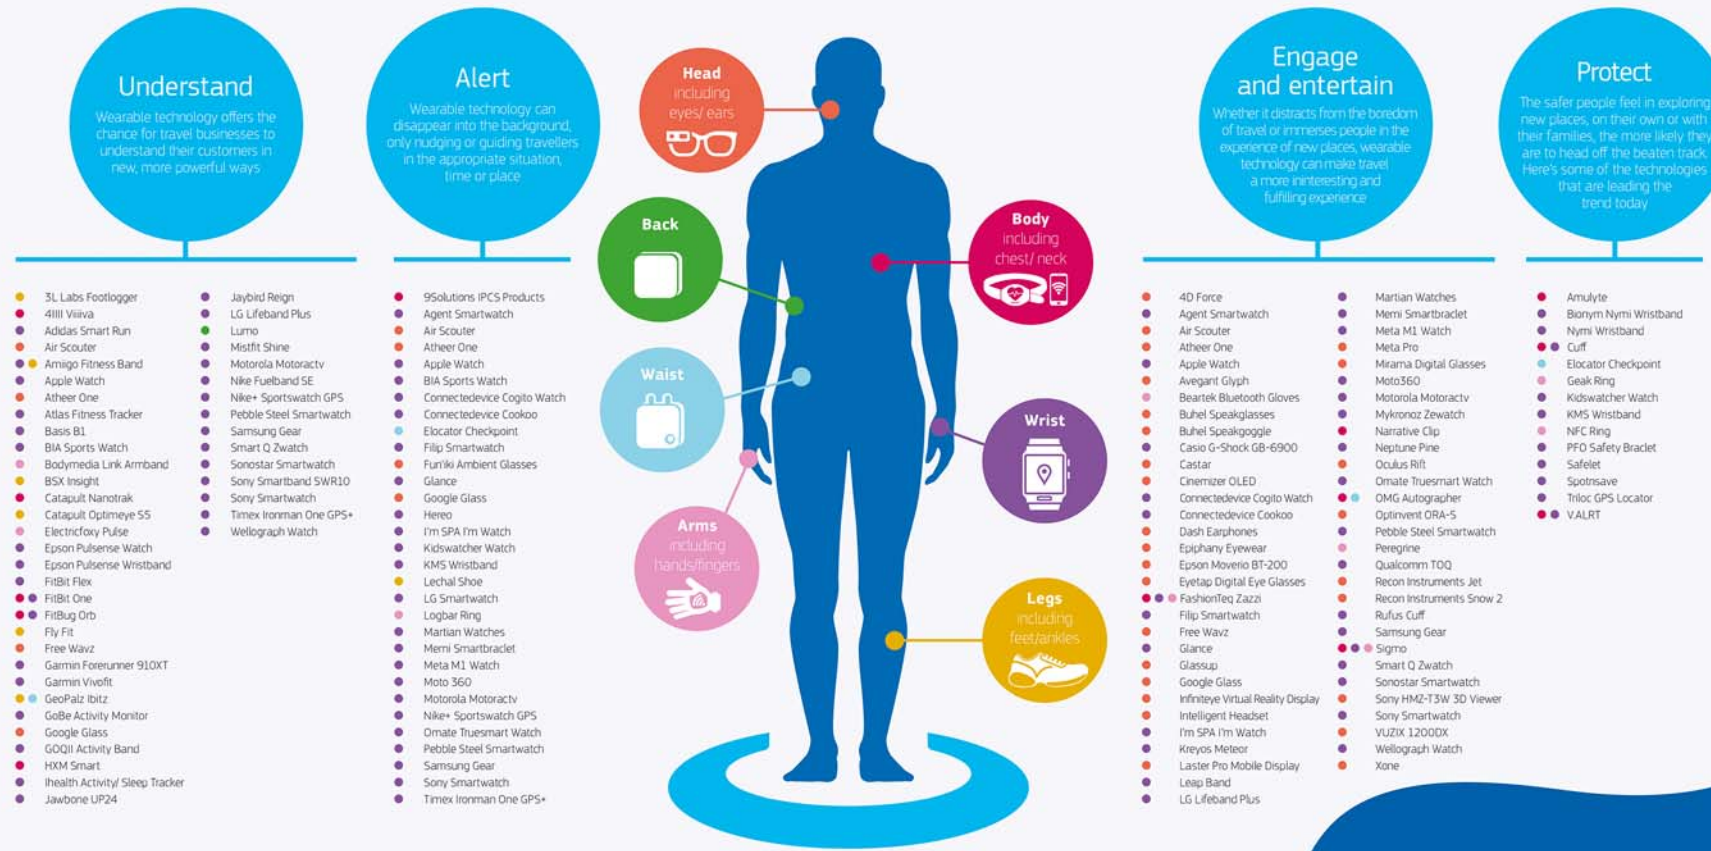 Understand
Wearable technology offers the
chance for travel businesses to
understand their customers in
new, more powerful ways
3L Labs Footlogger
4IIII Viiiva
Adidas Smart Run
Air Scouter
Amiigo Fitness Band
Apple Watch
Atheer One
Atlas Fitness Tracker
Basis B1
BIA Sports Watch
Bodymedia Link Armband
BSX Insight
Catapult Nanotrak
Catapult Optimeye S5
Electricfoxy Pulse
Epson Pulsense Watch
Epson Pulsense Wristband
FitBit Flex
FitBit One
FitBug Orb
Fly Fit
Free Wavz
Garmin Forerunner 910XT
Garmin Vivofit
GeoPalz Ibitz
GoBe Activity Monitor
Google Glass
GOQII Activity Band
HXM Smart
Ihealth Activity/ Sleep Tracker
Jawbone UP24
Jaybird Reign
LG Lifeband Plus
Lumo
Mistfit Shine
Motorola Motoractv
Nike Fuelband SE
Nike+ Sportswatch GPS
Pebble Steel Smartwatch
Samsung Gear
Smart Q Zwatch
Sonostar Smartwatch
Sony Smartband SWR10
Sony Smartwatch
Timex Ironman One GPS+
Wellograph Watch
Alert
Wearable technology can
disappear into the background,
only nudging or guiding travellers
in the appropriate situation,
time or place
9Solutions IPCS Products
Agent Smartwatch
Air Scouter
Atheer One
Apple Watch
BIA Sports Watch
Connectedevice Cogito Watch
Connectedevice Cookoo
Elocator Checkpoint
Filip Smartwatch
Fun'iki Ambient Glasses
Glance
Google Glass
Hereo
I'm SPA I'm Watch
Kidswatcher Watch
KMS Wristband
Lechal Shoe
LG Smartwatch
Logbar Ring
Martian Watches
Memi Smartbraclet
Meta M1 Watch
Moto 360
Motorola Motoractv
Nike+ Sportswatch GPS
Omate Truesmart Watch
Pebble Steel Smartwatch
Samsung Gear
Sony Smartwatch
Timex Ironman One GPS+
Head
including
eyes/ ears
Back
Waist
Arms
including
hands/fingers
Body
including
chest/ neck
Wrist
Legs
including
feet/ankles
Engage
and entertain
Whether it distracts from the boredom
of travel or immerses people in the
experience of new places, wearable
technology can make travel
a more ininteresting and
fulfilling experience
4D Force
Agent Smartwatch
Air Scouter
Atheer One
Apple Watch
Avegant Glyph
Beartek Bluetooth Gloves
Buhel Speakglasses
Buhel Speakgoggle
Casio G-Shock GB-6900
Castar
Cinemizer OLED
Connectedevice Cogito Watch
Connectedevice Cookoo
Dash Earphones
Epiphany Eyewear
Epson Moverio BT-200
Eyetap Digital Eye Glasses
FashionTeq Zazzi
Filip Smartwatch
Free Wavz
Glance
Glassup
Google Glass
Infiniteye Virtual Reality Display
Intelligent Headset
I'm SPA I'm Watch
Kreyos Meteor
Laster Pro Mobile Display
Leap Band
LG Lifeband Plus
Martian Watches
Memi Smartbraclet
Meta M1 Watch
Meta Pro
Mirama Digital Glasses
Moto360
Motorola Motoractv
Mykronoz Zewatch
Narrative Clip
Neptune Pine
Oculus Rift
Omate Truesmart Watch
OMG Autographer
Optinvent ORA-S
Pebble Steel Smartwatch
Peregrine
Qualcomm TOQ
Recon Instruments Jet
Recon Instruments Snow 2
Rufus Cuff
Samsung Gear
Sigmo
Smart Q Zwatch
Sonostar Smartwatch
Sony HMZ-T3W 3D Viewer
Sony Smartwatch
VUZIX 1200DX
Wellograph Watch
Xone
Protect
The safer people feel in exploring
new places, on their own or with
their families, the more likely they
are to head off the beaten track.
Here's some of the technologies
that are leading the
trend today
Amulyte
Bionym Nymi Wristband
Nymi Wristband
Cuff
Elocator Checkpoint
Geak Ring
Kidswatcher Watch
KMS Wristband
NFC Ring
PFO Safety Braclet
Safelet
Spotnsave
Triloc GPS Locator
V.ALRT